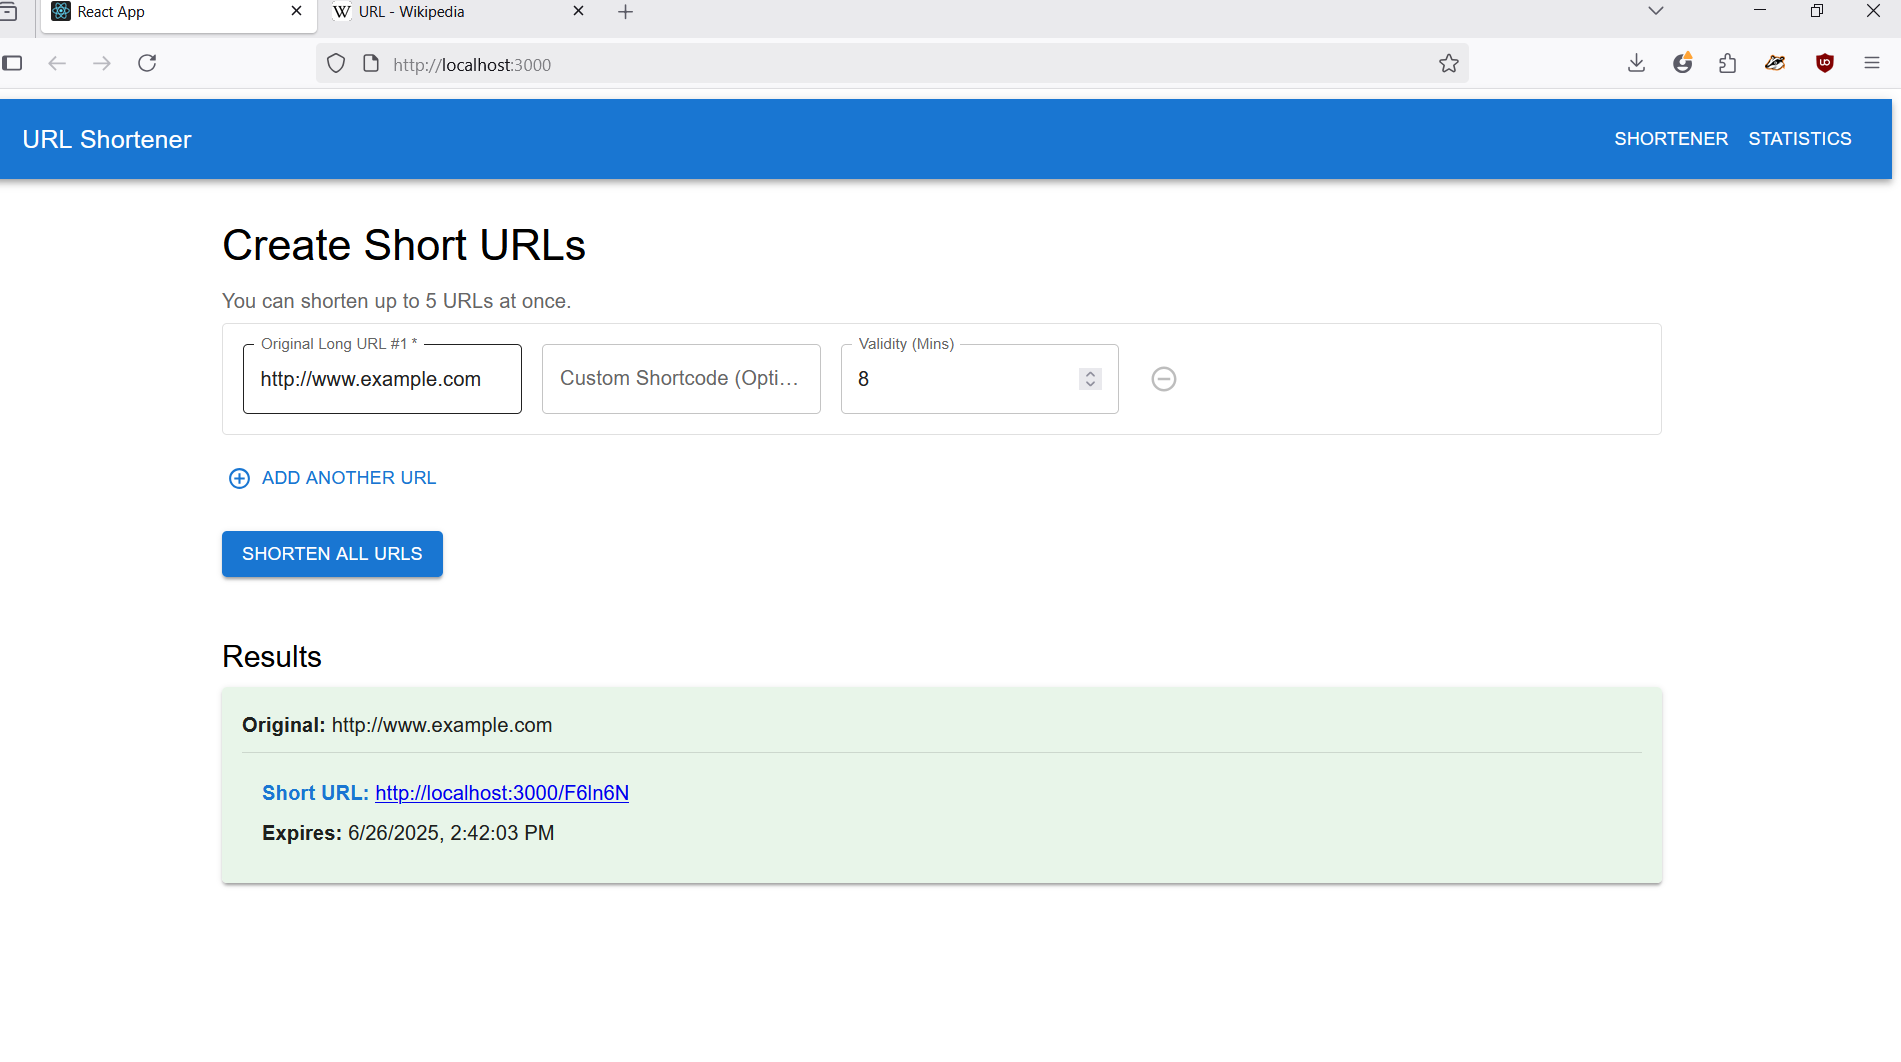 React App
URL - Wikipedia
http://localhost:3000
URL Shortener
SHORTENER STATISTICS
Create Short URLs
You can shorten up to 5 URLs at once.
Original Long URL #1 *
http://www.example.com
Custom Shortcode (Opti...
Validity (Mins)
8
ADD ANOTHER URL
SHORTEN ALL URLS
Results
Original: http://www.example.com
Short URL: http://localhost:3000/F6ln6N
Expires: 6/26/2025, 2:42:03 PM